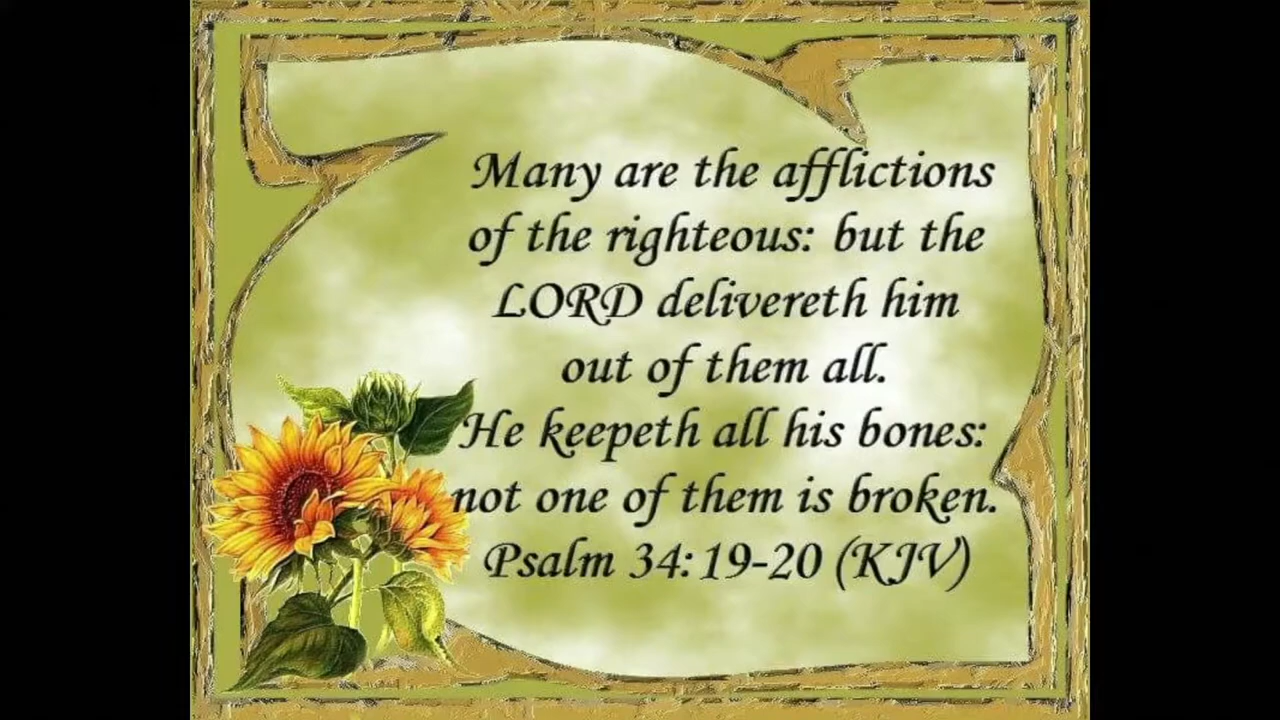 Many are the afflictions
of the righteous: but the
LORD delivereth him
out of them all.
He keepeth all his bones:
not one of them is broken.
Psalm 34:19-20 (KJV)